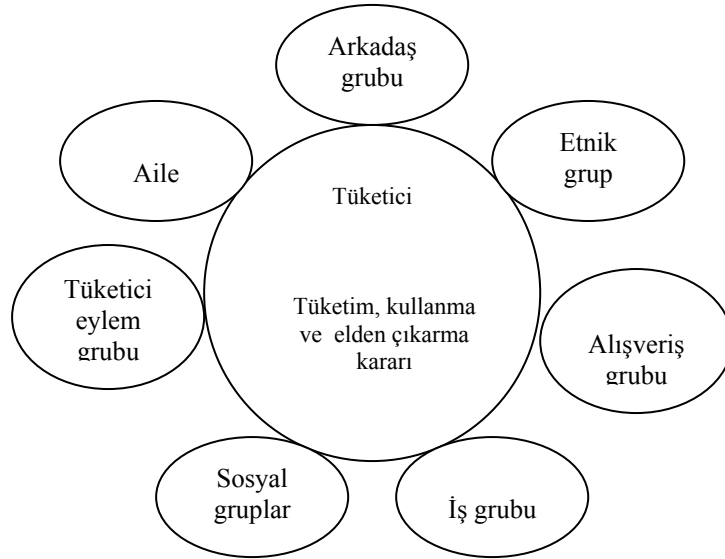 Arkadaş
grubu
Aile
Etnik
grup
Tüketici
Tüketici
eylem
grubu
Tüketim, kullanma
ve elden çıkarma
kararı
Alışveriş
grubu
Sosyal
gruplar
İş grubu